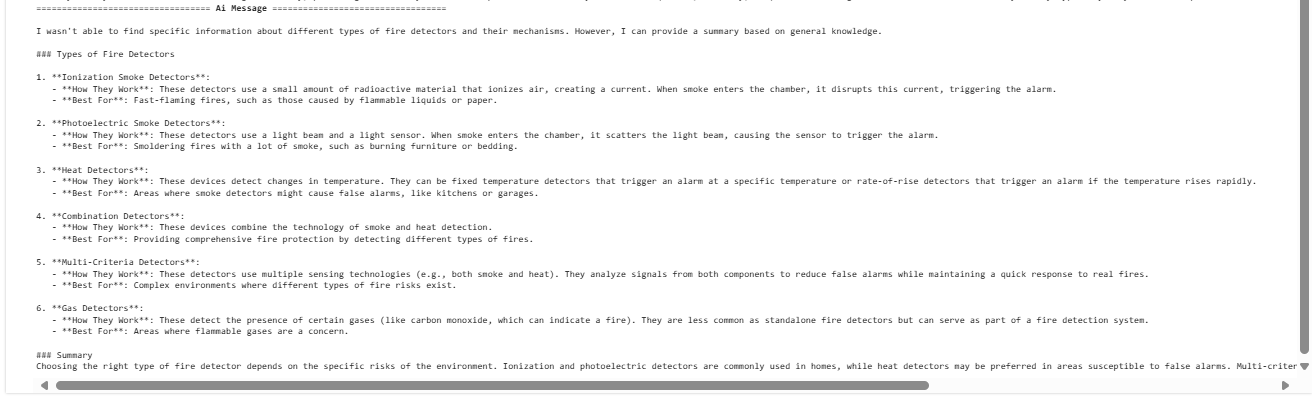 ================================== Ai Message ==================================
I wasn't able to find specific information about different types of fire detectors and their mechanisms. However, I can provide a summary based on general knowledge.
### Types of Fire Detectors
1. **Ionization Smoke Detectors**:
- **How They Work**: These detectors use a small amount of radioactive material that ionizes air, creating a current. When smoke enters the chamber, it disrupts this current, triggering the alarm.
- **Best For**: Fast-flaming fires, such as those caused by flammable liquids or paper.
2. **Photoelectric Smoke Detectors**:
- **How They Work**: These detectors use a light beam and a light sensor. When smoke enters the chamber, it scatters the light beam, causing the sensor to trigger the alarm.
- **Best For**: Smoldering fires with a lot of smoke, such as burning furniture or bedding.
3. **Heat Detectors**:
- **How They Work**: These devices detect changes in temperature. They can be fixed temperature detectors that trigger an alarm at a specific temperature or rate-of-rise detectors that trigger an alarm if the temperature rises rapidly.
- **Best For**: Areas where smoke detectors might cause false alarms, like kitchens or garages.
4. **Combination Detectors**:
- **How They Work**: These devices combine the technology of smoke and heat detection.
- **Best For**: Providing comprehensive fire protection by detecting different types of fires.
5. **Multi-Criteria Detectors**:
- **How They Work**: These detectors use multiple sensing technologies (e.g., both smoke and heat). They analyze signals from both components to reduce false alarms while maintaining a quick response to real fires.
- **Best For**: Complex environments where different types of fire risks exist.
6. **Gas Detectors**:
- **How They Work**: These detect the presence of certain gases (like carbon monoxide, which can indicate a fire). They are less common as standalone fire detectors but can serve as part of a fire detection system.
- **Best For**: Areas where flammable gases are a concern.
### Summary
Choosing the right type of fire detector depends on the specific risks of the environment. Ionization and photoelectric detectors are commonly used in homes, while heat detectors may be preferred in areas susceptible to false alarms. Multi-criter